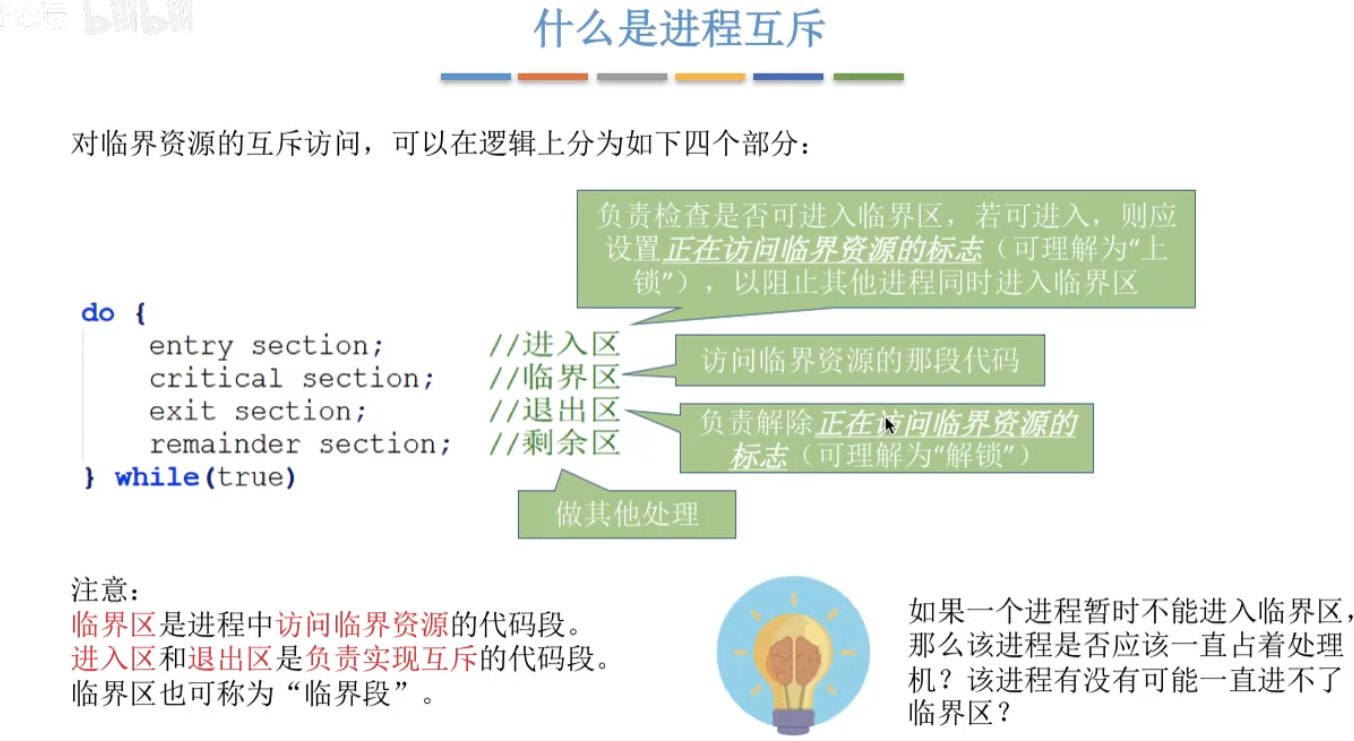 论坛 bilibili
什么是进程互斥
对临界资源的互斥访问，可以在逻辑上分为如下四个部分：
负责检查是否可进入临界区，若可进入，则应
设置正在访问临界资源的标志（可理解为“上
锁”），以阻止其他进程同时进入临界区
do {
entry section; //进入区
critical section; //临界区
exit section; //退出区
remainder section; //剩余区
} while(true)
访问临界资源的那段代码
负责解除正在访问临界资源的
标志（可理解为“解锁”）
做其他处理
注意：
临界区是进程中访问临界资源的代码段。
进入区和退出区是负责实现互斥的代码段。
临界区也可称为“临界段”。
如果一个进程暂时不能进入临界区，
那么该进程是否应该一直占着处理
机？该进程有没有可能一直进不了
临界区？